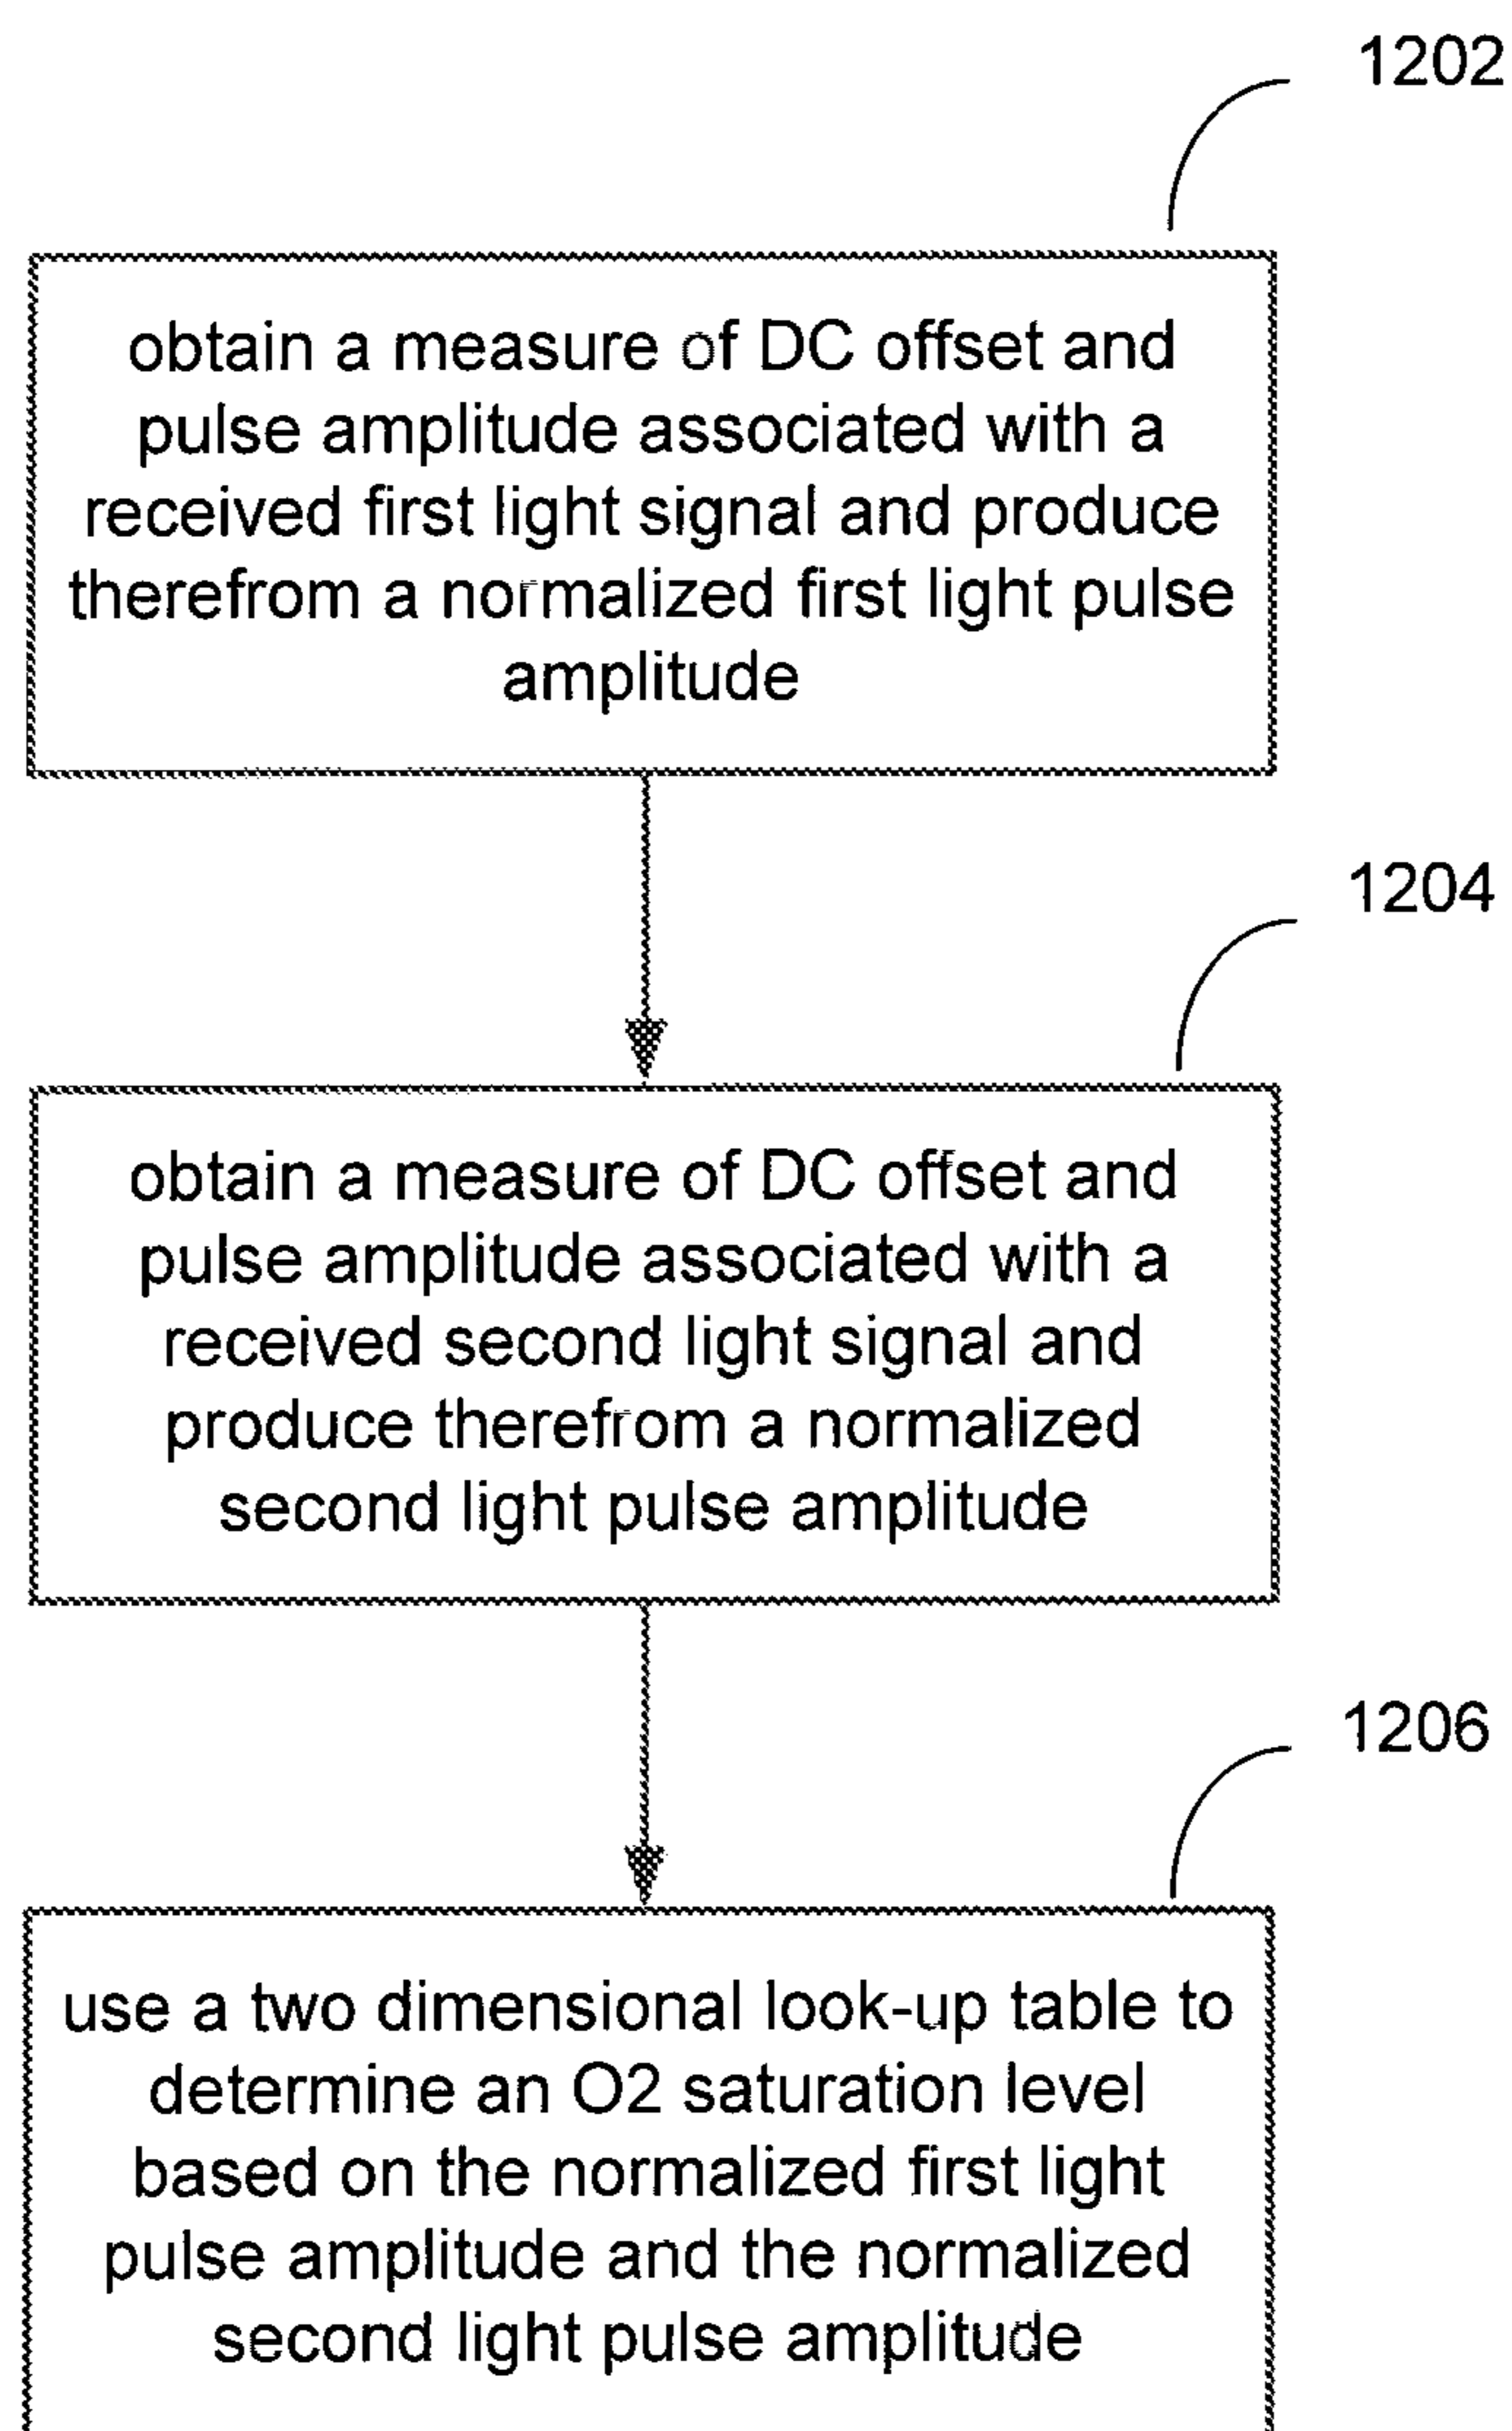 1202
obtain a measure of DC offset and
pulse amplitude associated with a
received first light signal and produce
therefrom a normalized first light pulse
amplitude
1204
obtain a measure of DC offset and
pulse amplitude associated with a
received second light signal and
produce therefrom a normalized
second light pulse amplitude
1206
use a two dimensional look-up table to
determine an O2 saturation level
based on the normalized first light
pulse amplitude and the normalized
second light pulse amplitude